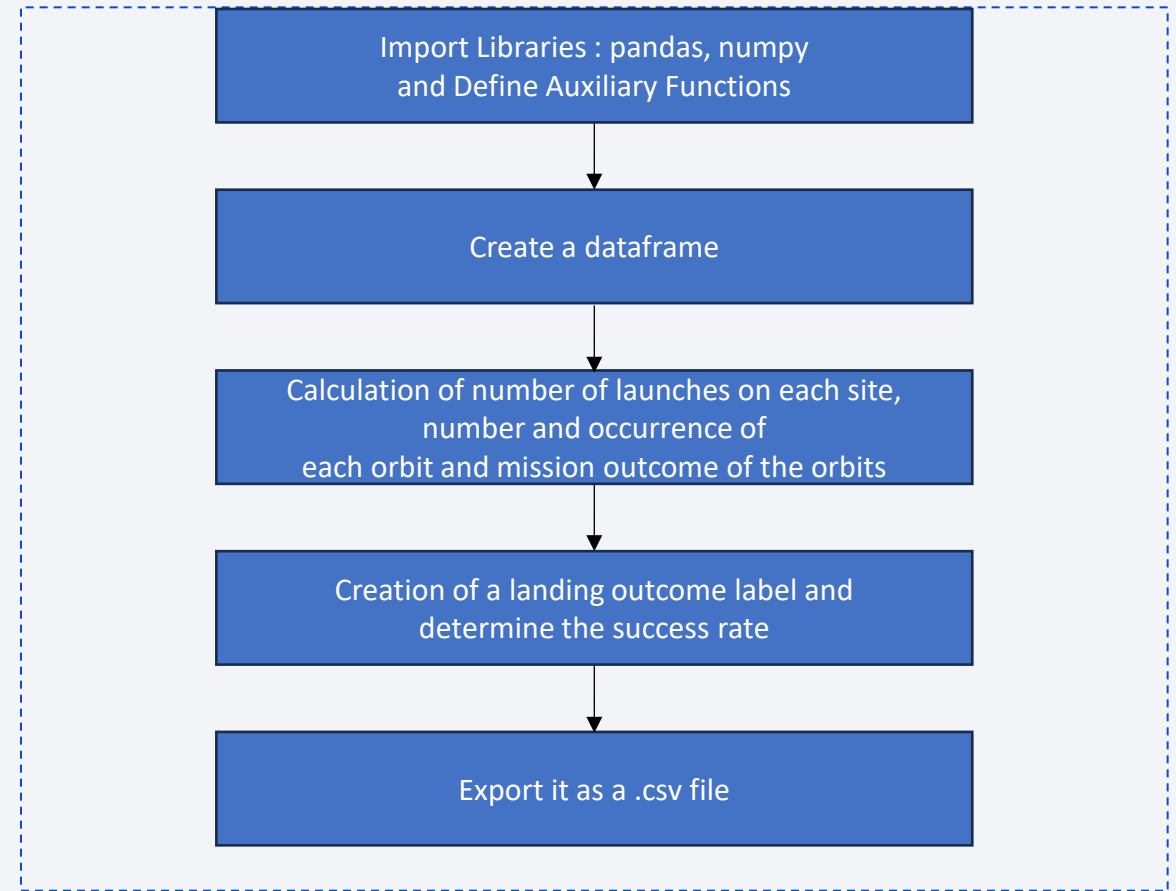 Import Libraries : pandas, numpy
and Define Auxiliary Functions
Create a dataframe
Calculation of number of launches on each site,
number and occurrence of
each orbit and mission outcome of the orbits
Creation of a landing outcome label and
determine the success rate
Export it as a .csv file